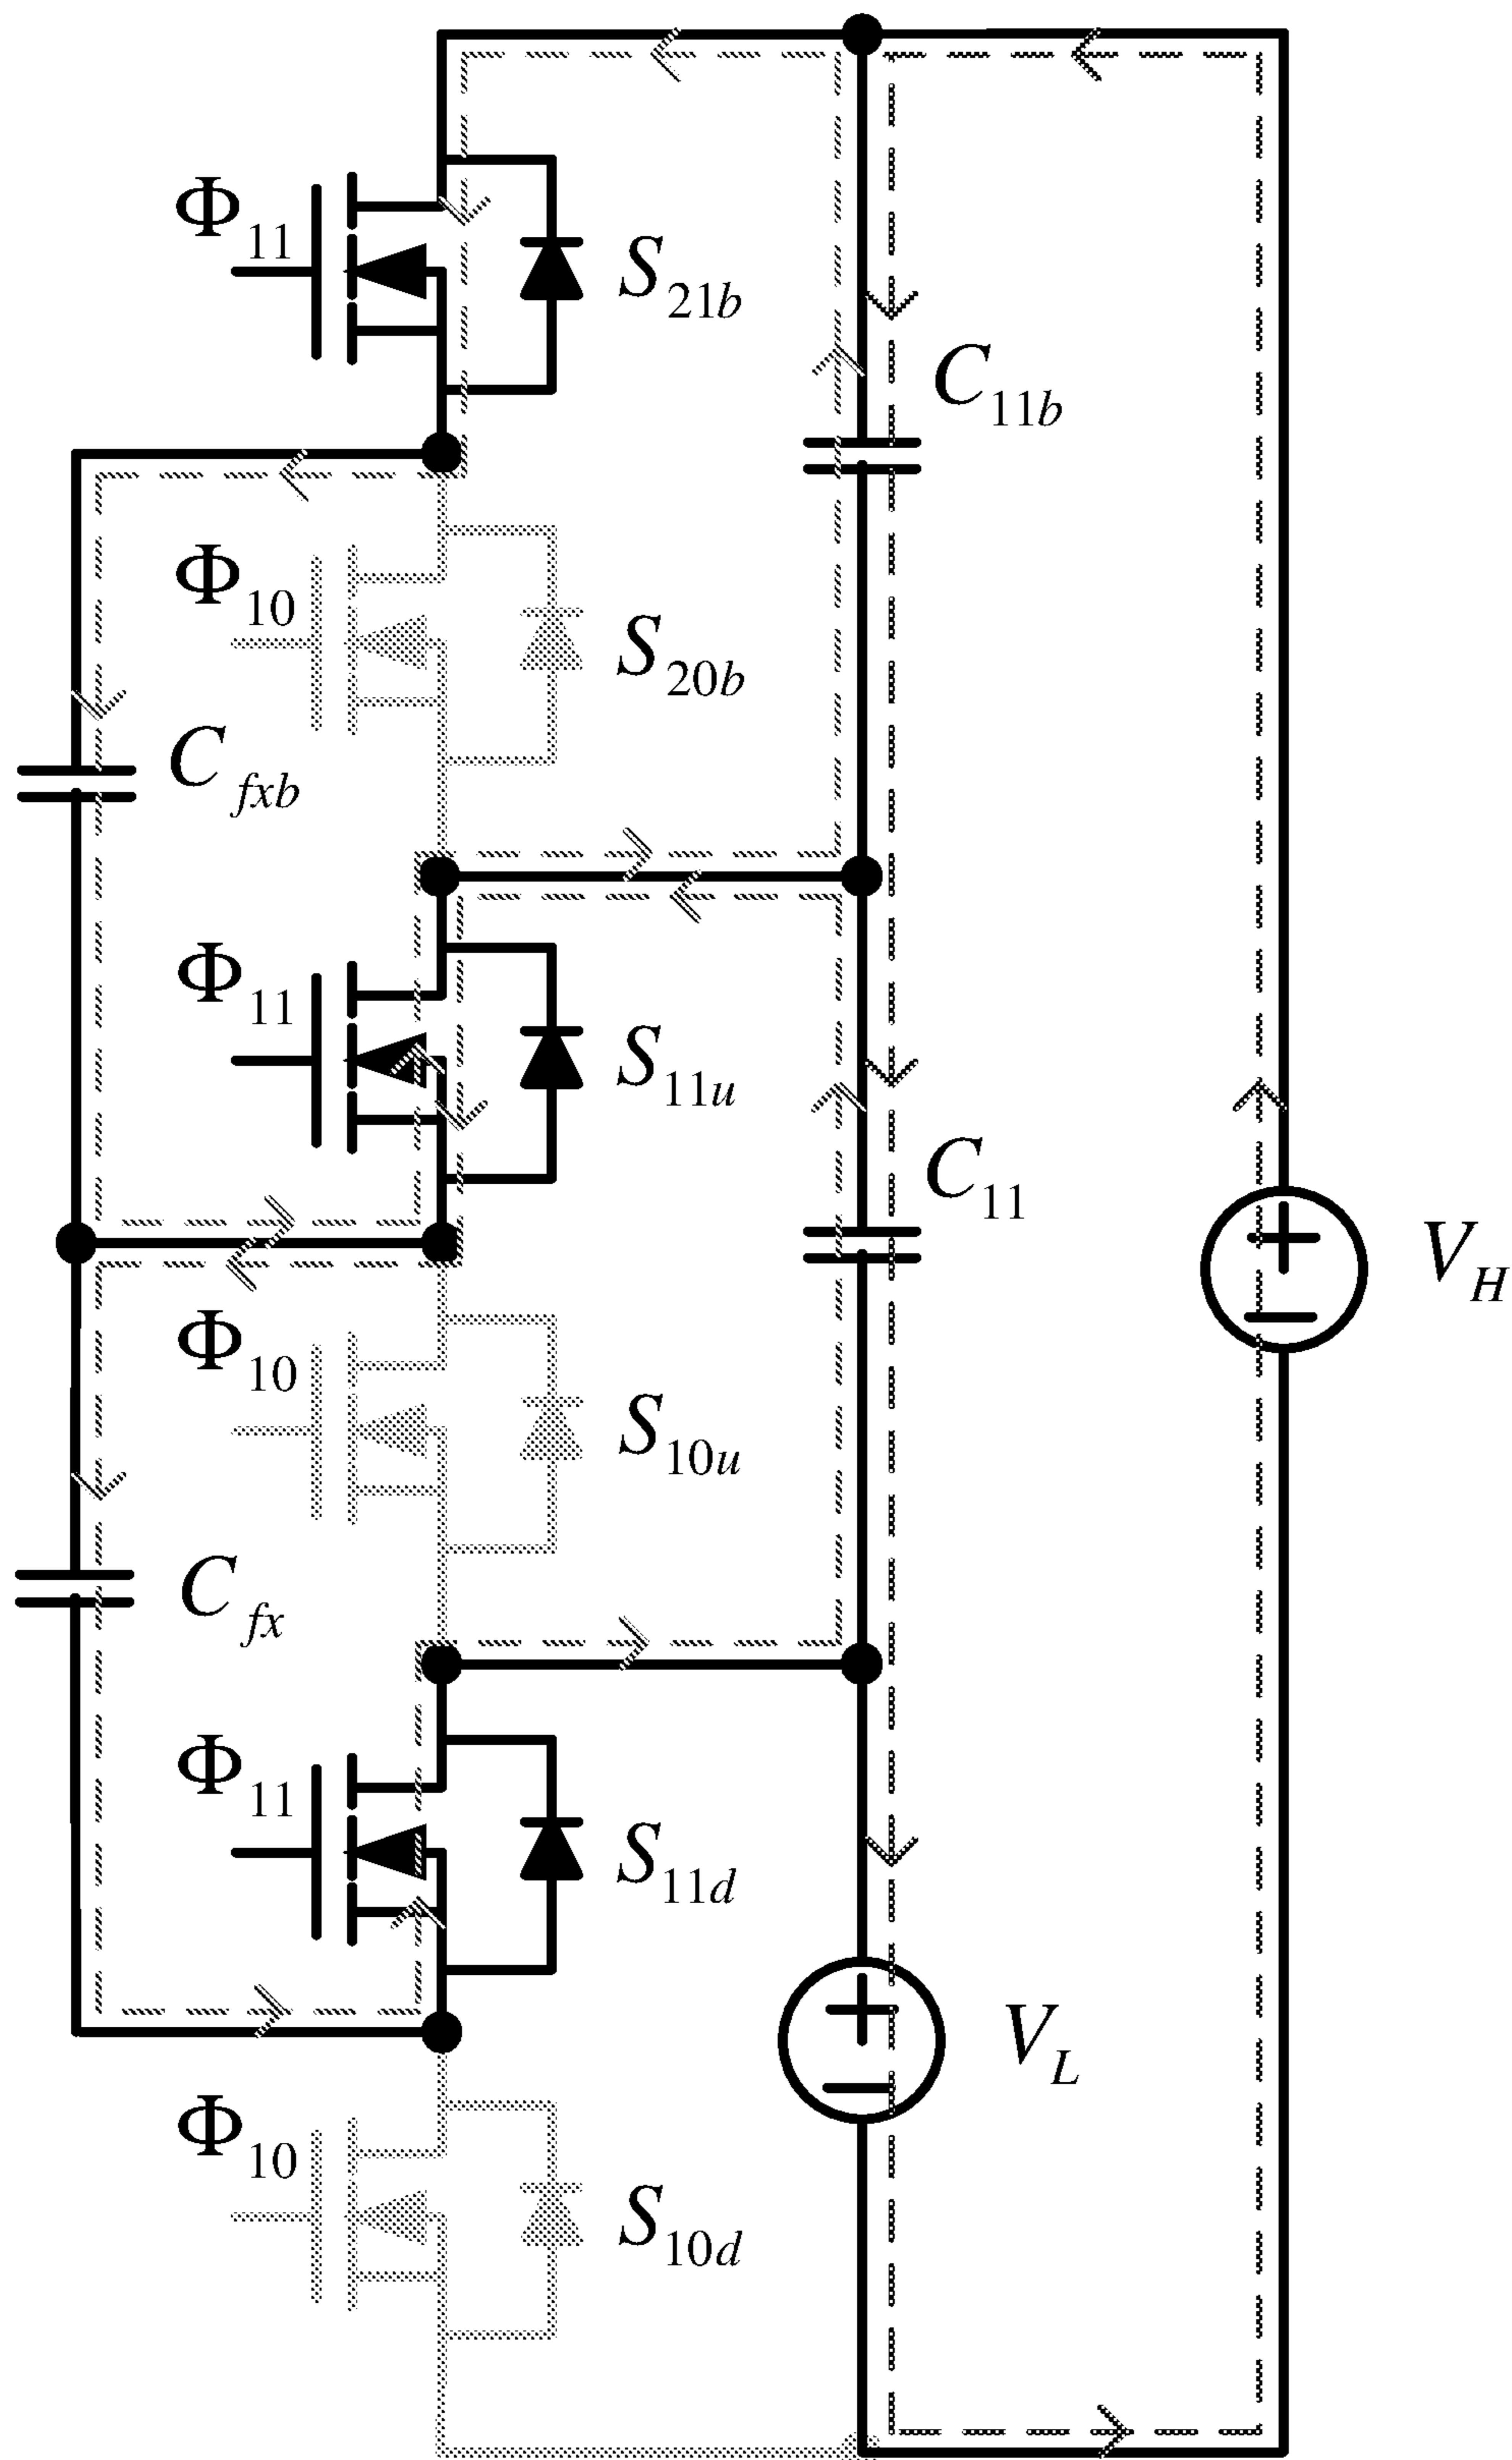 Φ11
S21b
C11b
Φ10
S20b
Cfxb
Φ11
S11u
C11
VH
Φ10
S10u
Cfx
Φ11
S11d
VL
Φ10
S10d